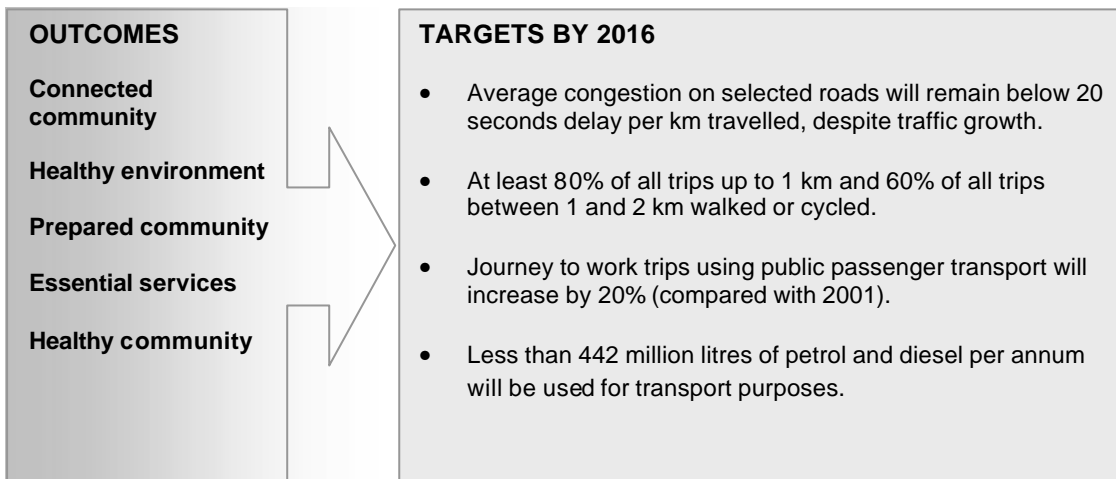 OUTCOMES
Connected
community
Healthy environment
Prepared community
Essential services
Healthy community
TARGETS BY 2016
• Average congestion on selected roads will remain below 20
seconds delay per km travelled, despite traffic growth.
• At least 80% of all trips up to 1 km and 60% of all trips
between 1 and 2 km walked or cycled.
• Journey to work trips using public passenger transport will
increase by 20% (compared with 2001).
• Less than 442 million litres of petrol and diesel per annum
will be used for transport purposes.